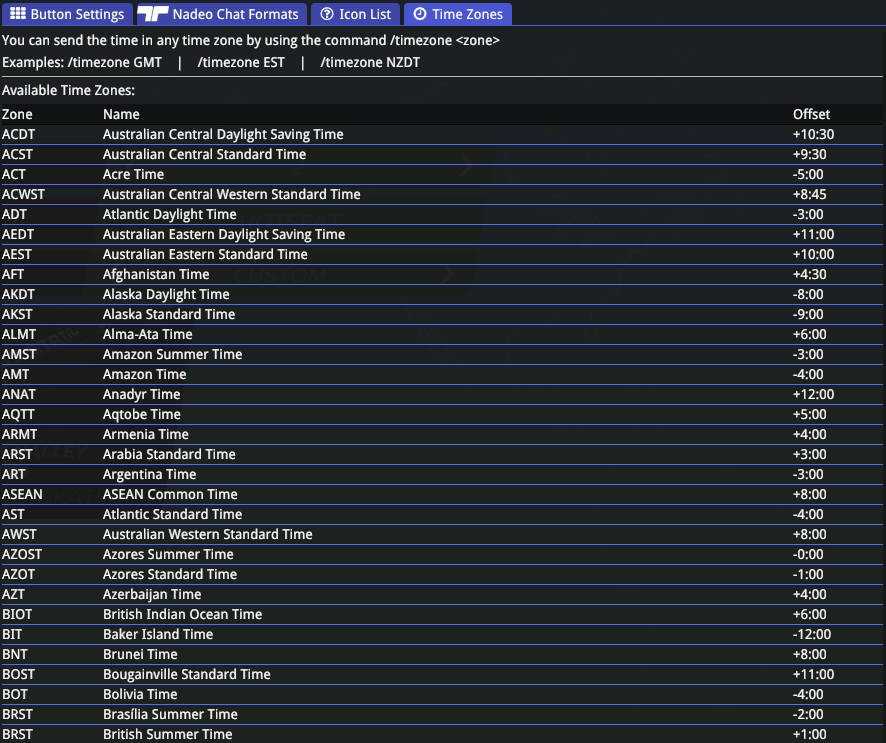 Button Settings Nadeo Chat Formats Icon List Time Zones
You can send the time in any time zone by using the command /timezone <zone>
Examples: /timezone GMT | /timezone EST | /timezone NZDT
Available Time Zones:
Zone Name Offset
ACDT Australian Central Daylight Saving Time +10:30
ACST Australian Central Standard Time +9:30
ACT Acre Time -5:00
ACWST Australian Central Western Standard Time +8:45
ADT Atlantic Daylight Time -3:00
AEDT Australian Eastern Daylight Saving Time +11:00
AEST Australian Eastern Standard Time +10:00
AFT Afghanistan Time +4:30
AKDT Alaska Daylight Time -8:00
AKST Alaska Standard Time -9:00
ALMT Alma-Ata Time +6:00
AMST Amazon Summer Time -3:00
AMT Amazon Time -4:00
ANAT Anadyr Time +12:00
AQTT Aqtobe Time +5:00
ARMT Armenia Time +4:00
ARST Arabia Standard Time +3:00
ART Argentina Time -3:00
ASEAN ASEAN Common Time +8:00
AST Atlantic Standard Time -4:00
AWST Australian Western Standard Time +8:00
AZOST Azores Summer Time -0:00
AZOT Azores Standard Time -1:00
AZT Azerbaijan Time +4:00
BIOT British Indian Ocean Time +6:00
BIT Baker Island Time -12:00
BNT Brunei Time +8:00
BOST Bougainville Standard Time +11:00
BOT Bolivia Time -4:00
BRST Brasília Summer Time -2:00
BRST British Summer Time +1:00